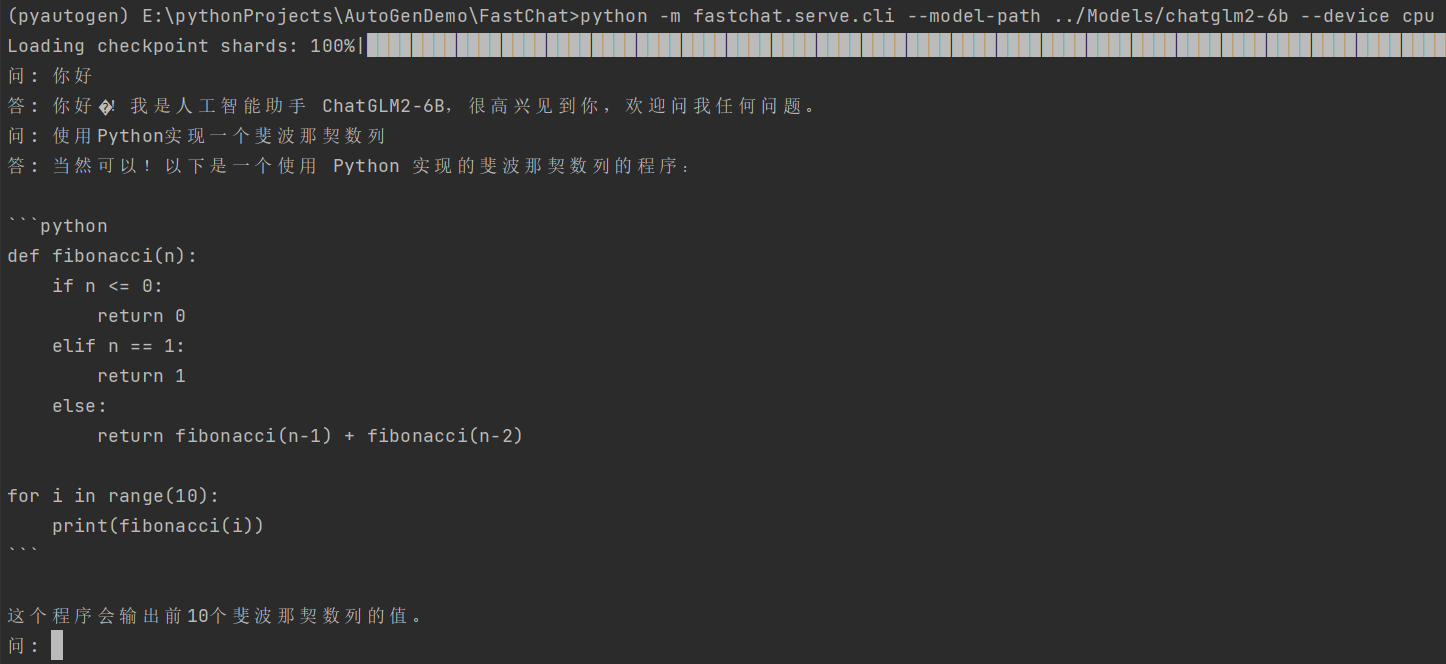 (pyautogen) E:\pythonProjects\AutoGenDemo\FastChat>python -m fastchat.serve.cli --model-path ../Models/chatglm2-6b --device cpu
Loading checkpoint shards: 100%|
问: 你好
答: 你好�! 我是人工智能助手 ChatGLM2-6B，很高兴见到你，欢迎问我任何问题。
问: 使用Python实现一个斐波那契数列
答: 当然可以！以下是一个使用 Python 实现的斐波那契数列的程序：
```python
def fibonacci(n):
    if n <= 0:
        return 0
    elif n == 1:
        return 1
    else:
        return fibonacci(n-1) + fibonacci(n-2)
for i in range(10):
    print(fibonacci(i))
```
这个程序会输出前10个斐波那契数列的值。
问: